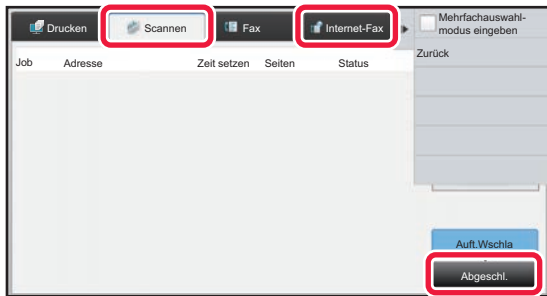 Drucken Scannen Fax Internet-Fax
Mehrfachauswahl-
modus eingeben
Zurück
Job Adresse Zeit setzen Seiten Status
Auft.Wschla
Abgeschl.